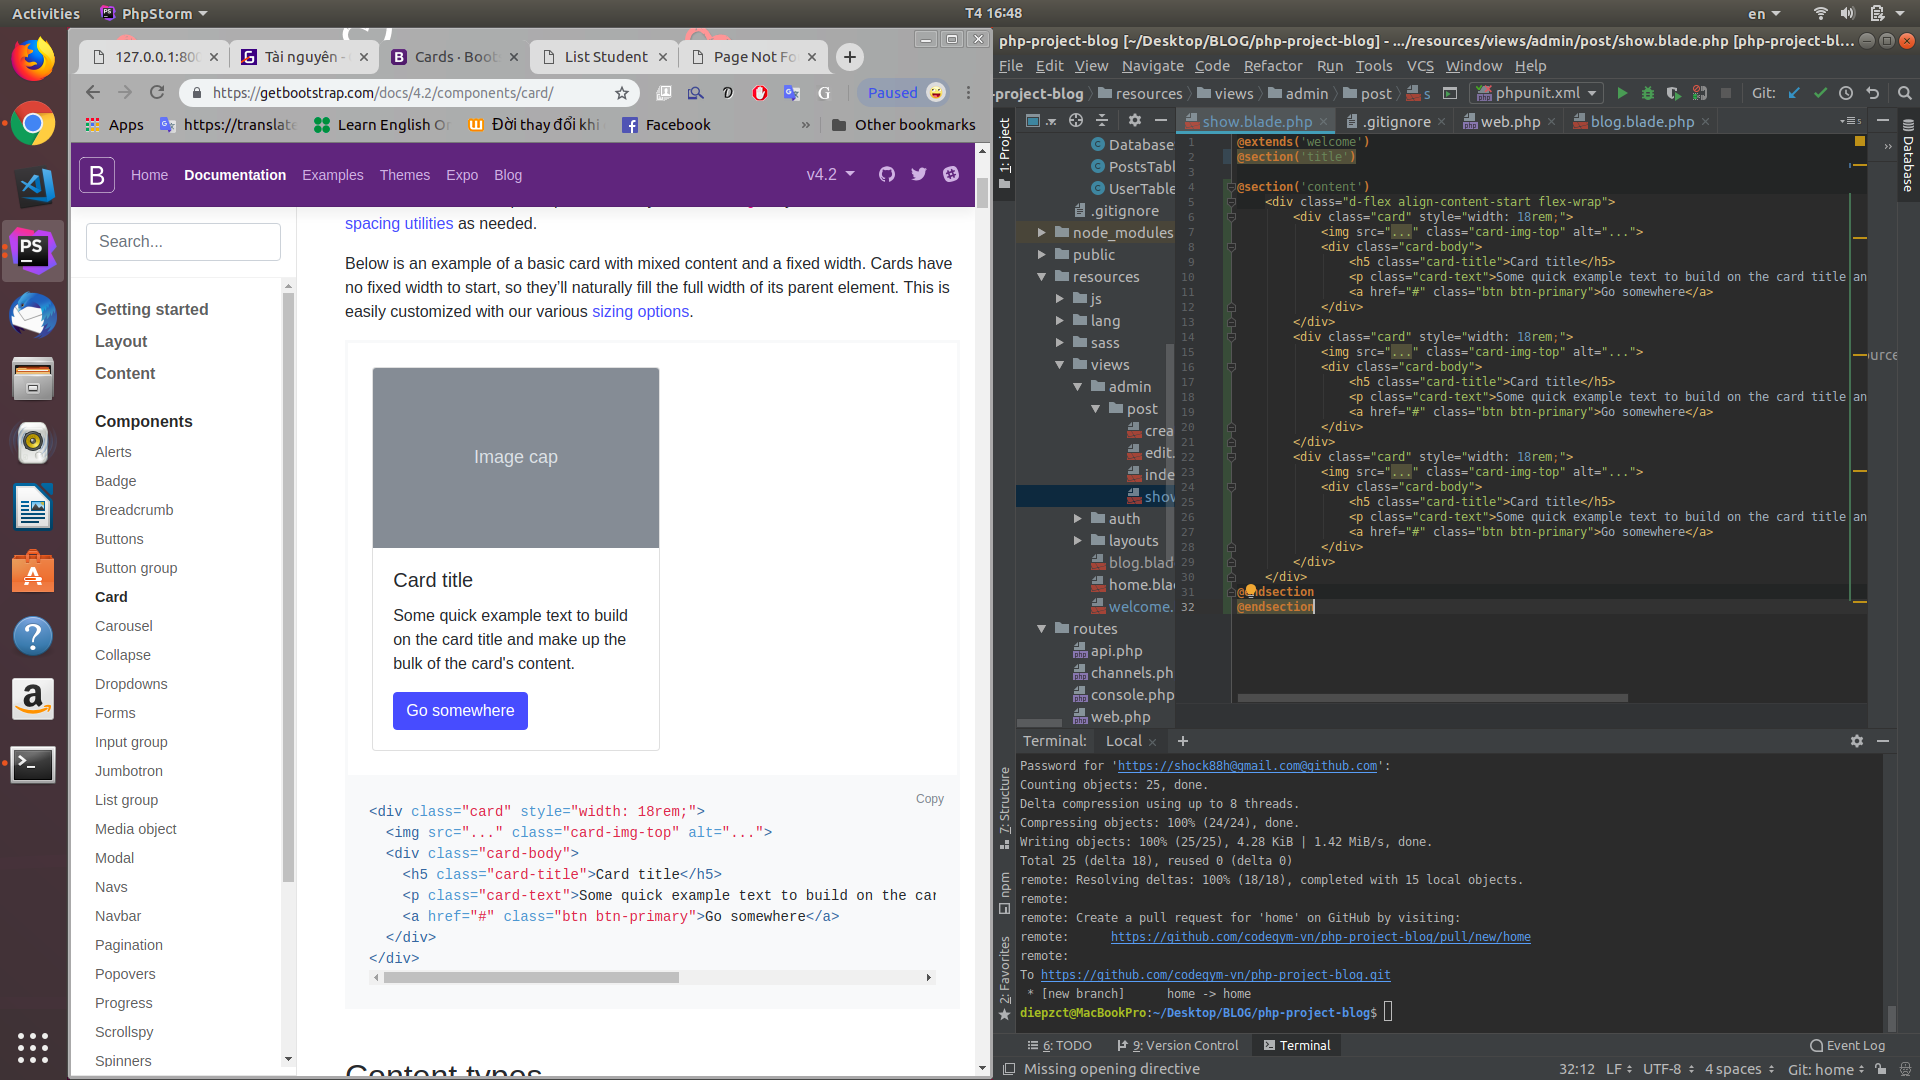 Activities PhpStorm T4 16:48 en
127.0.0.1:800 Tài nguyên - Cards · Boots List Student Page Not Fo
https://getbootstrap.com/docs/4.2/components/card/ Paused
Apps https://translate Learn English On Đời thay đổi khi Facebook » Other bookmarks
B Home Documentation Examples Themes Expo Blog v4.2
Search...
Getting started
Layout
Content
Components
Alerts
Badge
Breadcrumb
Buttons
Button group
Card
Carousel
Collapse
Dropdowns
Forms
Input group
Jumbotron
List group
Media object
Modal
Navs
Navbar
Pagination
Popovers
Progress
Scrollspy
Spinners
spacing utilities as needed.
Below is an example of a basic card with mixed content and a fixed width. Cards have
no fixed width to start, so they’ll naturally fill the full width of its parent element. This is
easily customized with our various sizing options.
Image cap
Card title
Some quick example text to build
on the card title and make up the
bulk of the card's content.
Go somewhere
Copy
<div class="card" style="width: 18rem;">
<img src="..." class="card-img-top" alt="...">
<div class="card-body">
<h5 class="card-title">Card title</h5>
<p class="card-text">Some quick example text to build on the car
<a href="#" class="btn btn-primary">Go somewhere</a>
</div>
</div>
Content types
php-project-blog [~/Desktop/BLOG/php-project-blog] - .../resources/views/admin/post/show.blade.php [php-project-bl...
File Edit View Navigate Code Refactor Run Tools VCS Window Help
project-blog resources views admin post s phpunit.xml Git:
show.blade.php .gitignore web.php blog.blade.php
1: Project
Database
PostsTabl
UserTable
.gitignore
node_modules
public
resources
js
lang
sass
views
admin
post
crea
edit.
inde
show
auth
layouts
blog.blad
home.bla
welcome.
routes
api.php
channels.ph
console.php
web.php
1 @extends('welcome')
2 @section('title')
3
4 @section('content')
5 <div class="d-flex align-content-start flex-wrap">
6 <div class="card" style="width: 18rem;">
7 <img src="..." class="card-img-top" alt="...">
8 <div class="card-body">
9 <h5 class="card-title">Card title</h5>
10 <p class="card-text">Some quick example text to build on the card title an
11 <a href="#" class="btn btn-primary">Go somewhere</a>
12 </div>
13 </div>
14 <div class="card" style="width: 18rem;">
15 <img src="..." class="card-img-top" alt="...">
16 <div class="card-body">
17 <h5 class="card-title">Card title</h5>
18 <p class="card-text">Some quick example text to build on the card title an
19 <a href="#" class="btn btn-primary">Go somewhere</a>
20 </div>
21 </div>
22 <div class="card" style="width: 18rem;">
23 <img src="..." class="card-img-top" alt="...">
24 <div class="card-body">
25 <h5 class="card-title">Card title</h5>
26 <p class="card-text">Some quick example text to build on the card title an
27 <a href="#" class="btn btn-primary">Go somewhere</a>
28 </div>
29 </div>
30 </div>
31 @endsection
32 @endsection
Database
ource
Terminal: Local
7: Structure
npm
2: Favorites
Password for 'https://shock88h@gmail.com@github.com':
Counting objects: 25, done.
Delta compression using up to 8 threads.
Compressing objects: 100% (24/24), done.
Writing objects: 100% (25/25), 4.28 KiB | 1.42 MiB/s, done.
Total 25 (delta 18), reused 0 (delta 0)
remote: Resolving deltas: 100% (18/18), completed with 15 local objects.
remote:
remote: Create a pull request for 'home' on GitHub by visiting:
remote: https://github.com/codegym-vn/php-project-blog/pull/new/home
remote:
To https://github.com/codegym-vn/php-project-blog.git
* [new branch] home -> home
diepzct@MacBookPro:~/Desktop/BLOG/php-project-blog$
6: TODO 9: Version Control Terminal Event Log
Missing opening directive 32:12 LF UTF-8 4 spaces Git: home